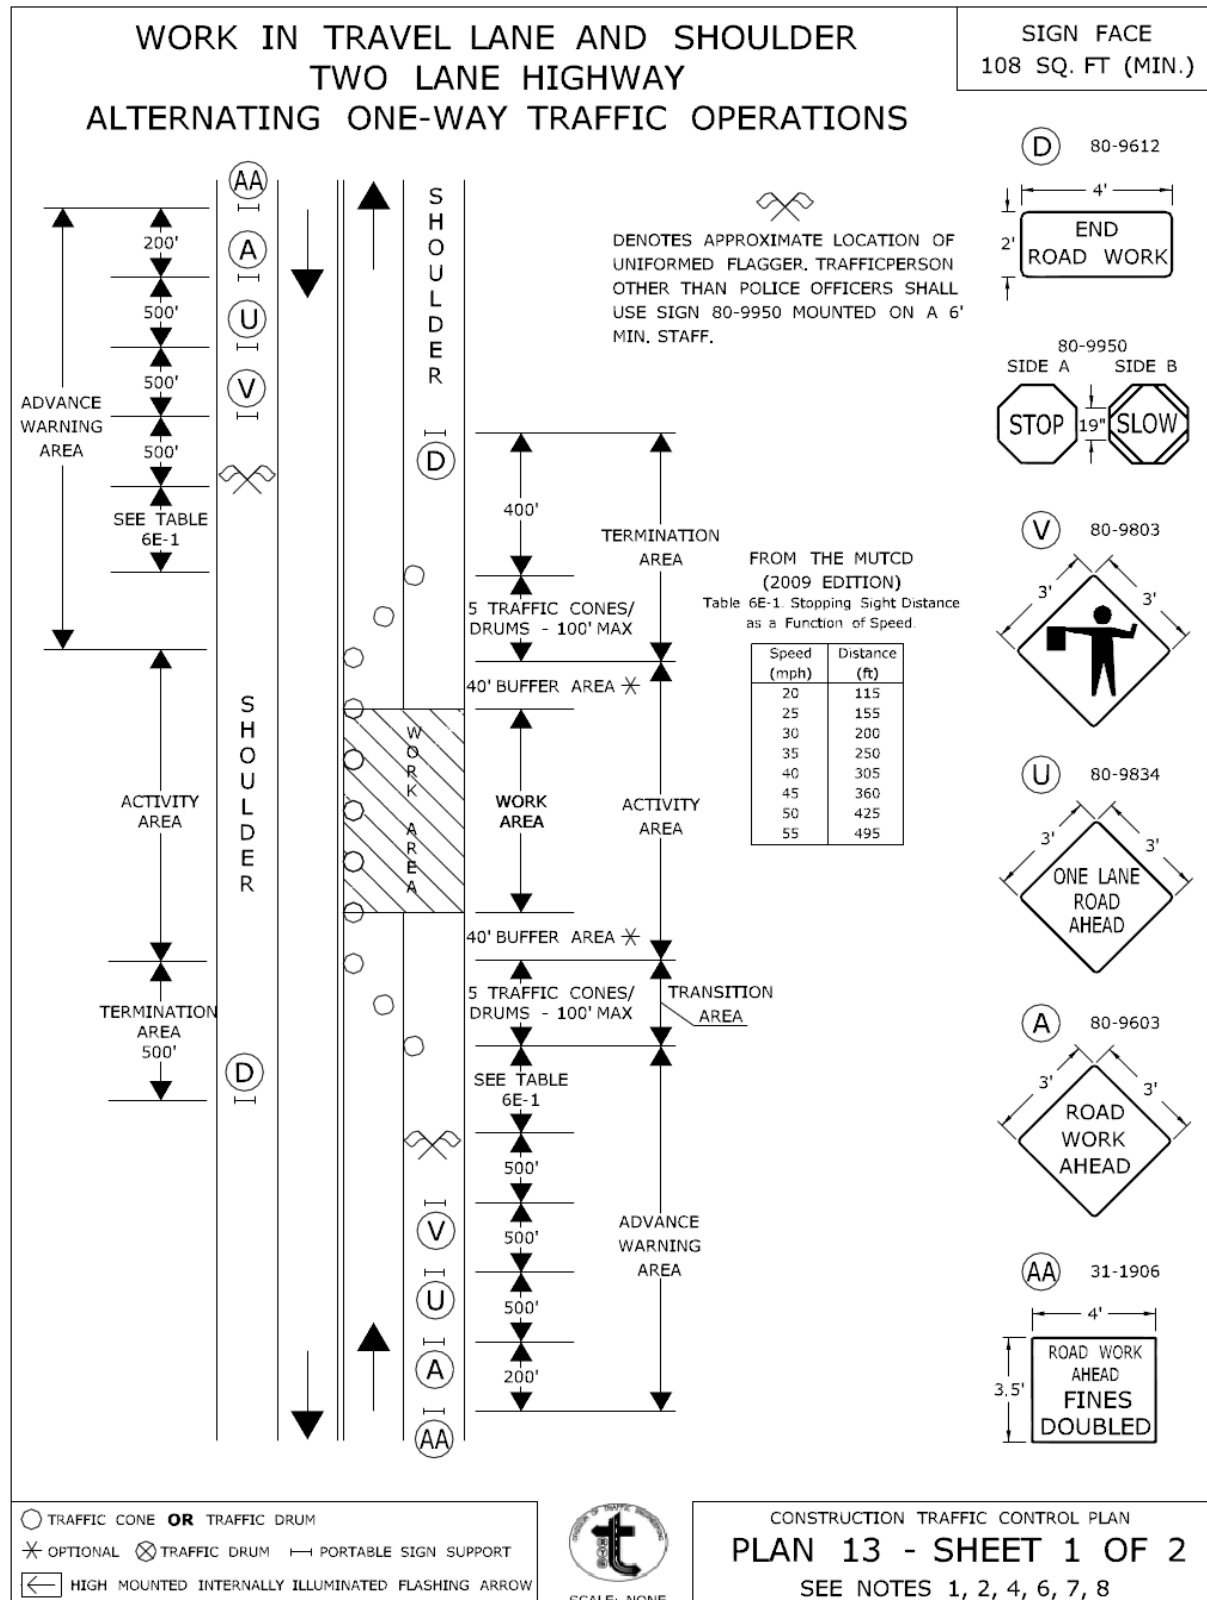 WORK IN TRAVEL LANE AND SHOULDER
TWO LANE HIGHWAY
ALTERNATING ONE-WAY TRAFFIC OPERATIONS
SIGN FACE
108 SQ. FT (MIN.)
AA
A
U
V
200'
500'
500'
500'
SEE TABLE
6E-1
ADVANCE
WARNING
AREA
SHOULDER
D
400'
TERMINATION
AREA
5 TRAFFIC CONES/
DRUMS - 100' MAX
40' BUFFER AREA
SHOULDER
WORK AREA
WORK
AREA
ACTIVITY
AREA
ACTIVITY
AREA
40' BUFFER AREA
5 TRAFFIC CONES/
DRUMS - 100' MAX
TRANSITION
AREA
TERMINATION
AREA
500'
D
SEE TABLE
6E-1
500'
500'
500'
200'
V
U
A
AA
ADVANCE
WARNING
AREA
DENOTES APPROXIMATE LOCATION OF
UNIFORMED FLAGGER. TRAFFICPERSON
OTHER THAN POLICE OFFICERS SHALL
USE SIGN 80-9950 MOUNTED ON A 6'
MIN. STAFF.
FROM THE MUTCD
(2009 EDITION)
Table 6E-1. Stopping Sight Distance
as a Function of Speed.
Speed Distance
(mph) (ft)
20 115
25 155
30 200
35 250
40 305
45 360
50 425
55 495
D 80-9612
4'
2'
END
ROAD WORK
80-9950
SIDE A SIDE B
STOP 19" SLOW
V 80-9803
3' 3'
U 80-9834
3' 3'
ONE LANE
ROAD
AHEAD
A 80-9603
3' 3'
ROAD
WORK
AHEAD
AA 31-1906
4'
3.5'
ROAD WORK
AHEAD
FINES
DOUBLED
TRAFFIC CONE OR TRAFFIC DRUM
OPTIONAL TRAFFIC DRUM PORTABLE SIGN SUPPORT
HIGH MOUNTED INTERNALLY ILLUMINATED FLASHING ARROW
DIVISION OF TRAFFIC ENGINEERING
SCALE: NONE
CONSTRUCTION TRAFFIC CONTROL PLAN
PLAN 13 - SHEET 1 OF 2
SEE NOTES 1, 2, 4, 6, 7, 8